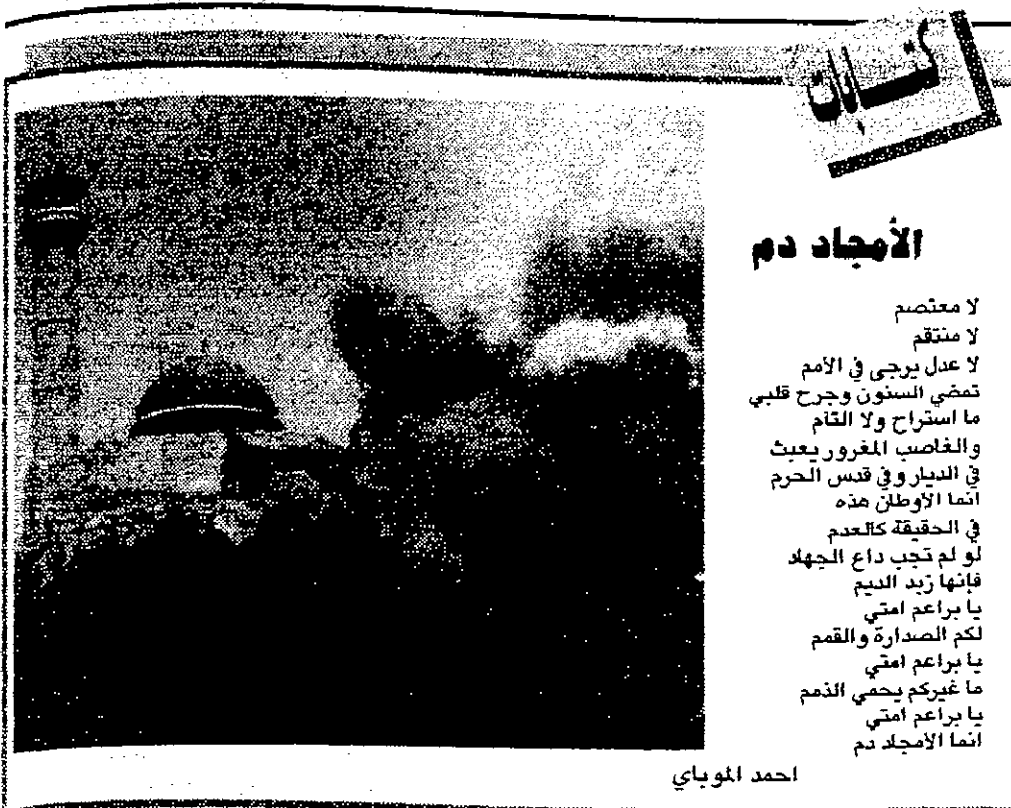 كتابات
الأمجاد دم
لا معتصم
لا منتقم
لا عدل يرجى في الأمم
تمضي السنون وجرح قلبي
ما استراح ولا التام
والغاصب المغرور يعبث
في الديار وفي قدس الحرم
انما الأوطان هذه
في الحقيقة كالعدم
لو لم تجب داع الجهاد
فإنها زبد الديم
يا براعم امتي
لكم الصدارة والقمم
يا براعم امتي
ما غيركم يحمي الذمم
يا براعم امتي
انما الأمجاد دم
احمد الموباي